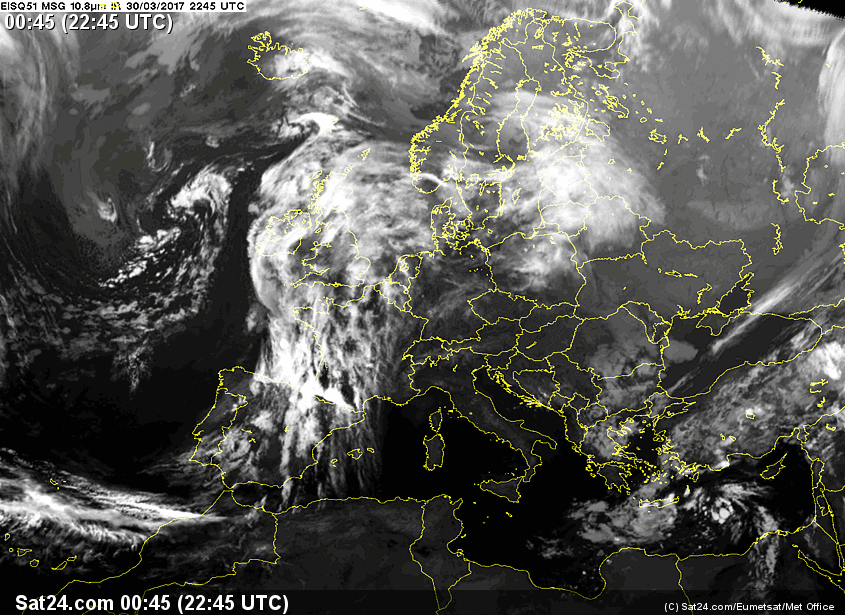 EISQ51 MSG 10.8µm IR 30/03/2017 2245 UTC
00:45 (22:45 UTC)
Sat24.com 00:45 (22:45 UTC)
(C) Sat24.com/Eumetsat/Met Office